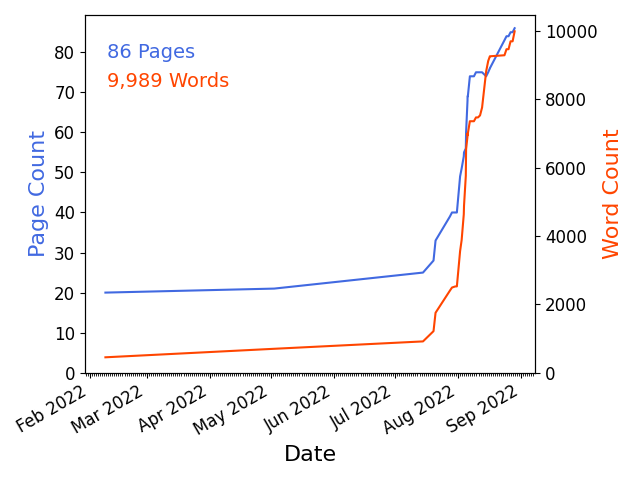 86 Pages
9,989 Words
Page Count
80
70
60
50
40
30
20
10
0
10000
8000
6000
4000
2000
0
Word Count
Feb 2022
Mar 2022
Apr 2022
May 2022
Jun 2022
Jul 2022
Aug 2022
Sep 2022
Date